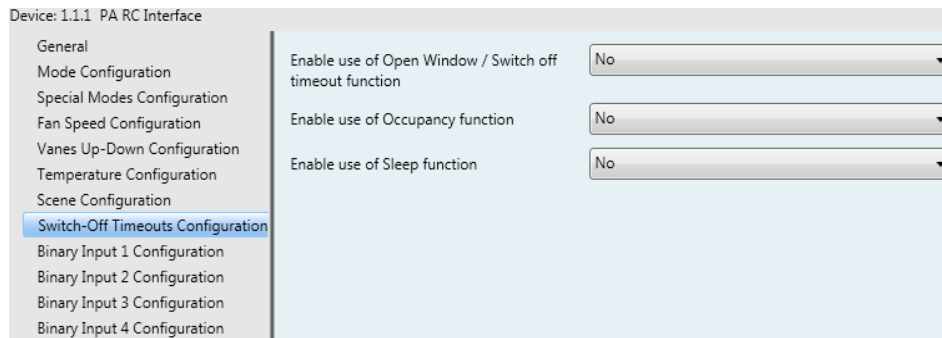 Device: 1.1.1 PA RC Interface
General
Mode Configuration
Special Modes Configuration
Fan Speed Configuration
Vanes Up-Down Configuration
Temperature Configuration
Scene Configuration
Switch-Off Timeouts Configuration
Binary Input 1 Configuration
Binary Input 2 Configuration
Binary Input 3 Configuration
Binary Input 4 Configuration
Enable use of Open Window / Switch off
timeout function
No
Enable use of Occupancy function
No
Enable use of Sleep function
No